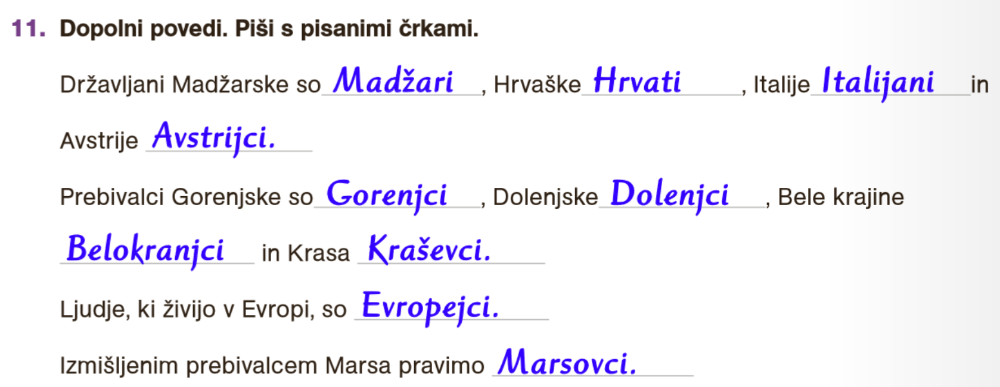 11. Dopolni povedi. Piši s pisanimi črkami.
Državljani Madžarske so Madžari, Hrvaške Hrvati, Italije Italijani in
Avstrije Avstrijci.
Prebivalci Gorenjske so Gorenjci, Dolenjske Dolenjci, Bele krajine
Belokranjci in Krasa Kraševci.
Ljudje, ki živijo v Evropi, so Evropejci.
Izmišljenim prebivalcem Marsa pravimo Marsovci.